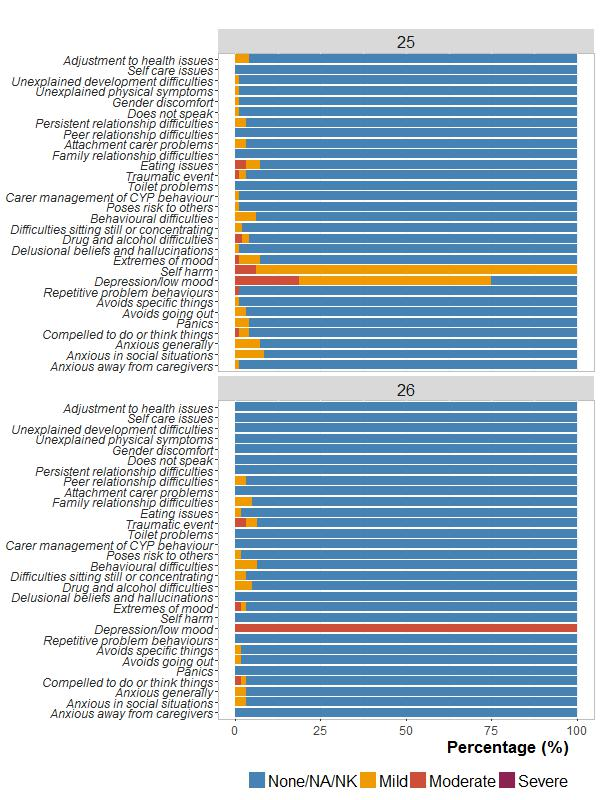 25
Adjustment to health issues
Self care issues
Unexplained development difficulties
Unexplained physical symptoms
Gender discomfort
Does not speak
Persistent relationship difficulties
Peer relationship difficulties
Attachment carer problems
Family relationship difficulties
Eating issues
Traumatic event
Toilet problems
Carer management of CYP behaviour
Poses risk to others
Behavioural difficulties
Difficulties sitting still or concentrating
Drug and alcohol difficulties
Delusional beliefs and hallucinations
Extremes of mood
Self harm
Depression/low mood
Repetitive problem behaviours
Avoids specific things
Avoids going out
Panics
Compelled to do or think things
Anxious generally
Anxious in social situations
Anxious away from caregivers
26
Adjustment to health issues
Self care issues
Unexplained development difficulties
Unexplained physical symptoms
Gender discomfort
Does not speak
Persistent relationship difficulties
Peer relationship difficulties
Attachment carer problems
Family relationship difficulties
Eating issues
Traumatic event
Toilet problems
Carer management of CYP behaviour
Poses risk to others
Behavioural difficulties
Difficulties sitting still or concentrating
Drug and alcohol difficulties
Delusional beliefs and hallucinations
Extremes of mood
Self harm
Depression/low mood
Repetitive problem behaviours
Avoids specific things
Avoids going out
Panics
Compelled to do or think things
Anxious generally
Anxious in social situations
Anxious away from caregivers
0 25 50 75 100
Percentage (%)
None/NA/NK Mild Moderate Severe